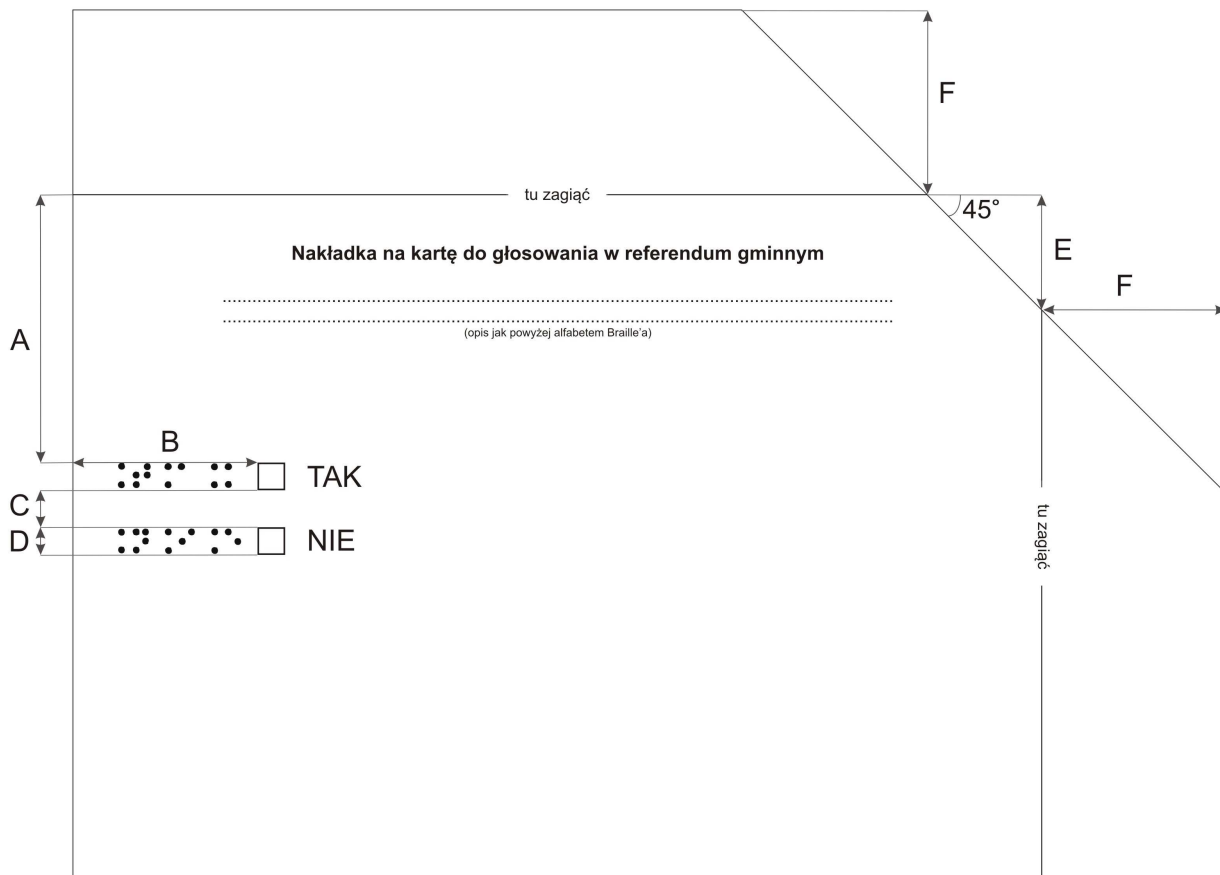 F
tu zagiąć
45°
Nakładka na kartę do głosowania w referendum gminnym
E
F
(opis jak powyżej alfabetem Braille’a)
A
B
TAK
C
D
NIE
tu zagiąć